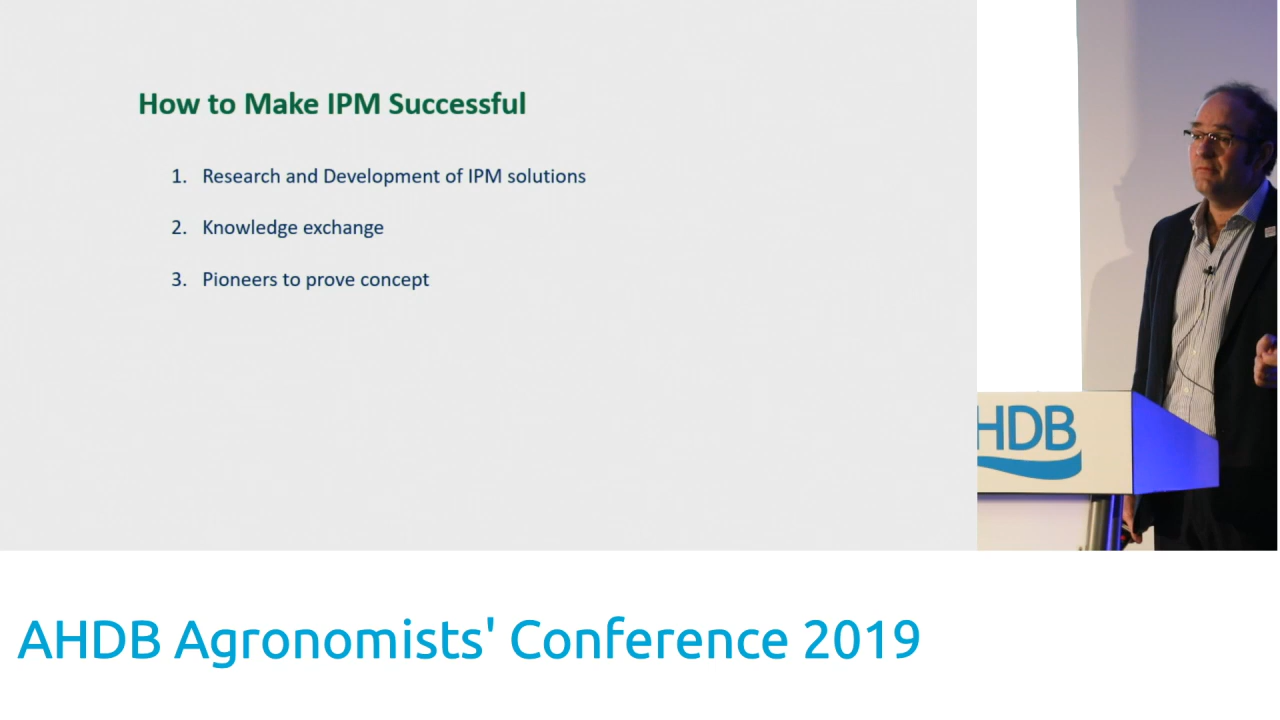 How to Make IPM Successful
1. Research and Development of IPM solutions
2. Knowledge exchange
3. Pioneers to prove concept
HDB
AHDB Agronomists' Conference 2019